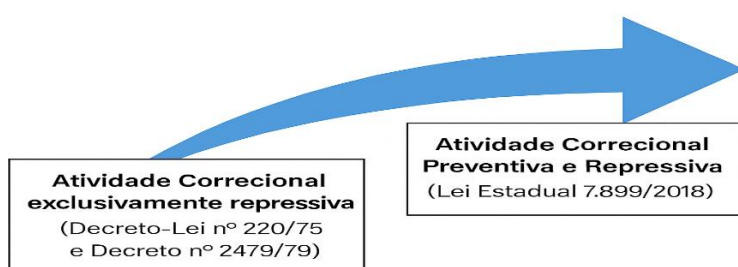 Atividade Correcional
exclusivamente repressiva
(Decreto-Lei nº 220/75
e Decreto nº 2479/79)
Atividade Correcional
Preventiva e Repressiva
(Lei Estadual 7.899/2018)